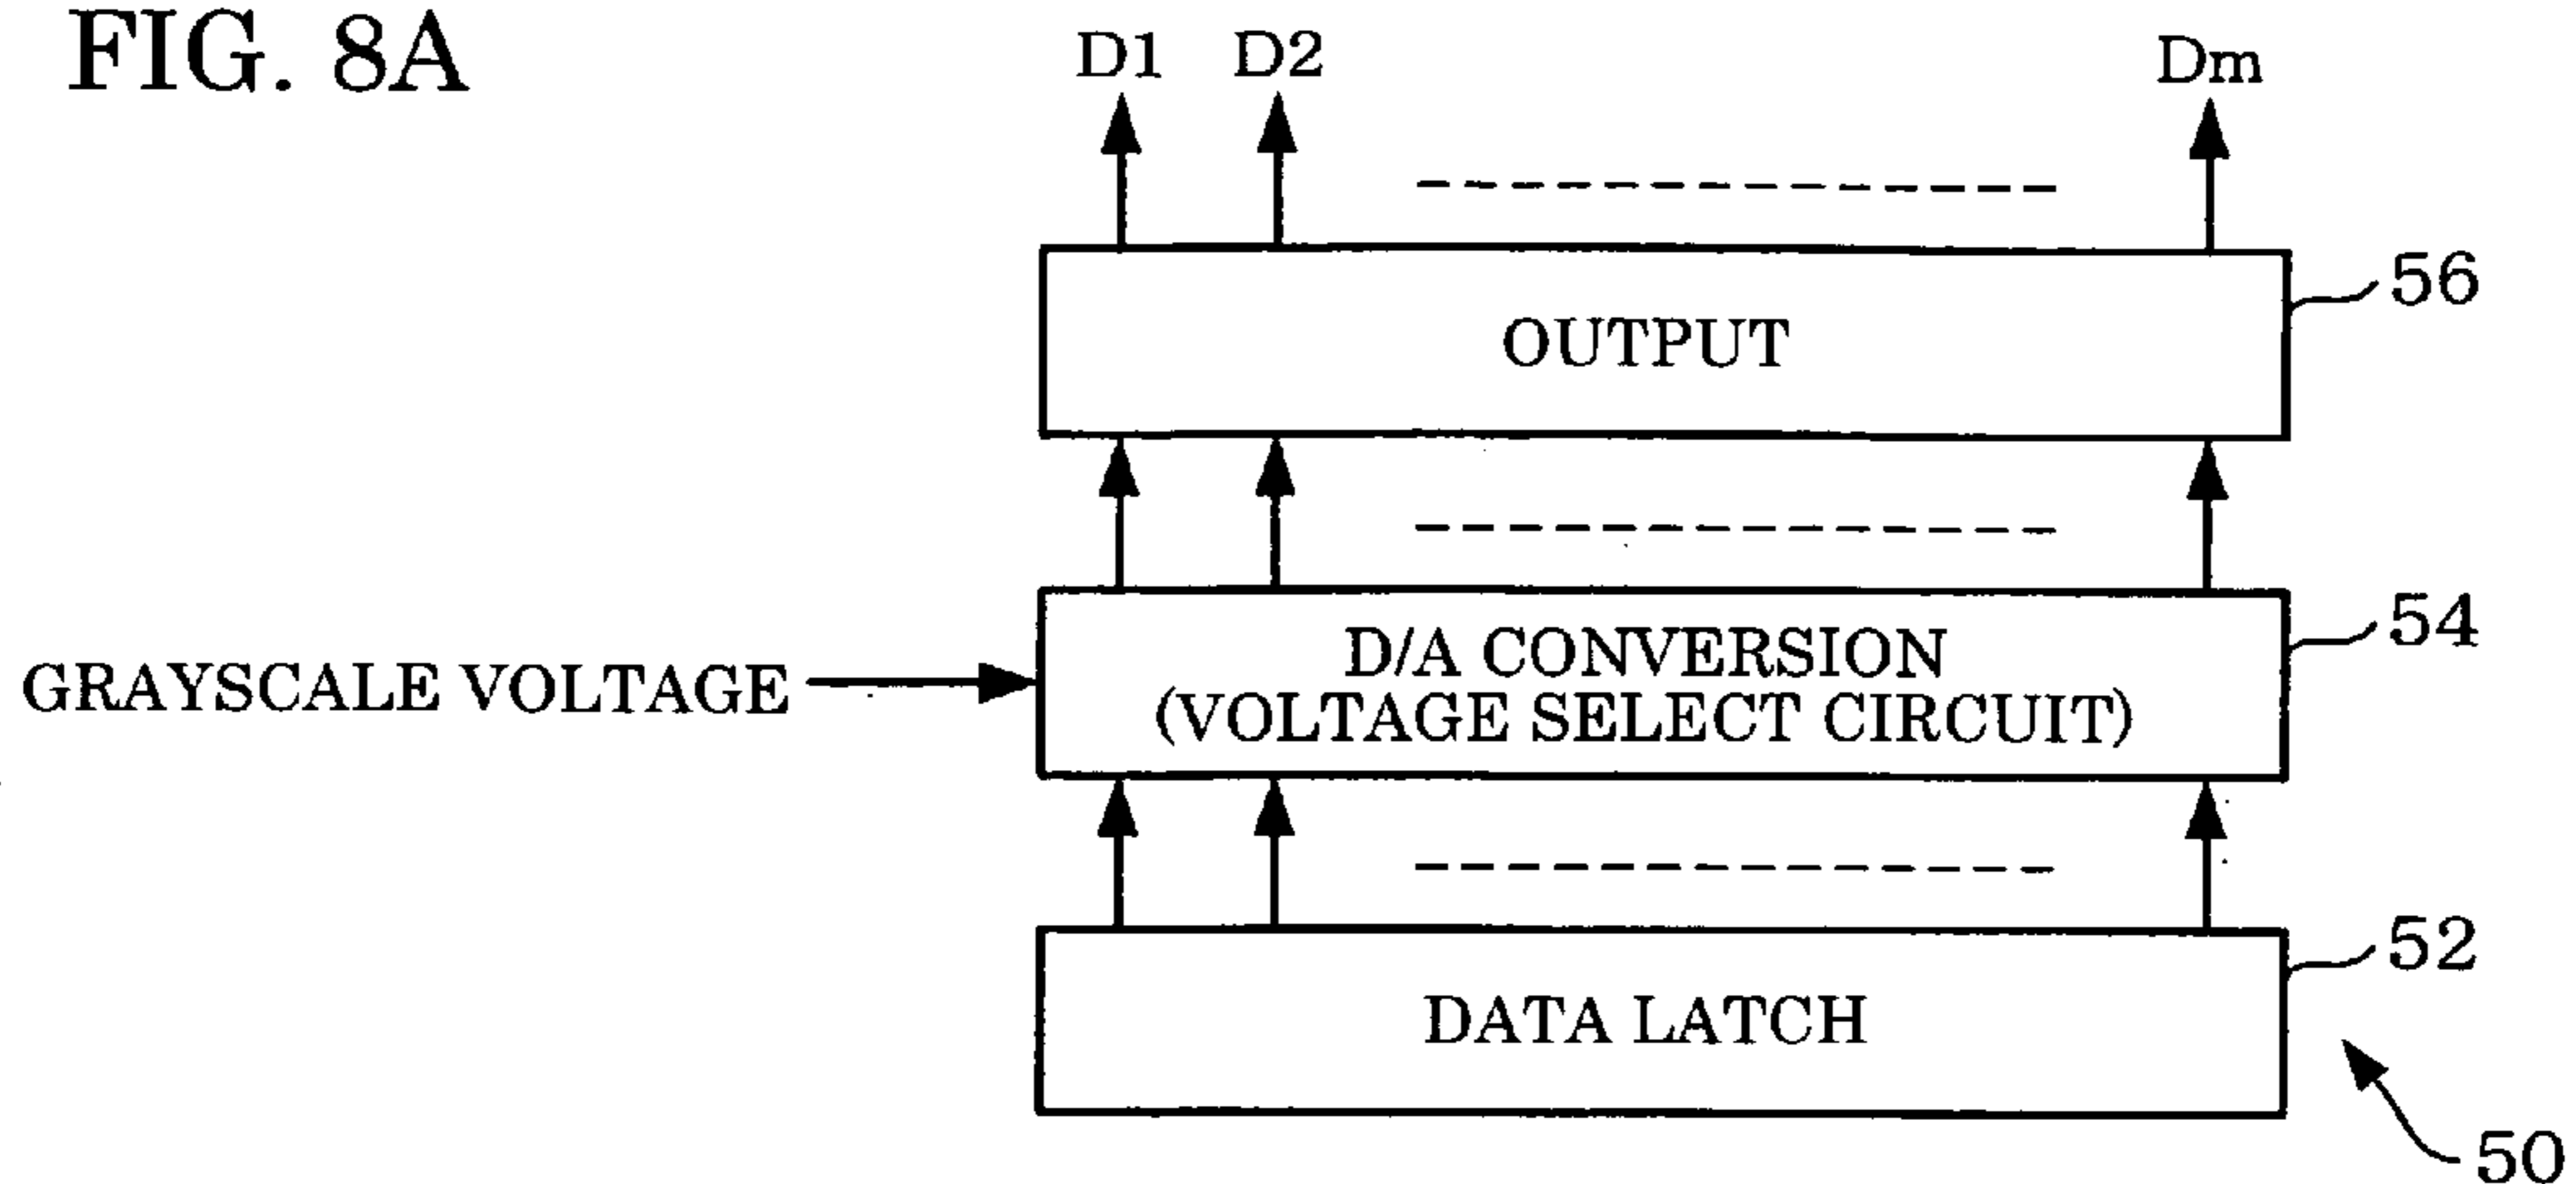 FIG. 8A
D1 D2 Dm
OUTPUT
56
GRAYSCALE VOLTAGE
D/A CONVERSION
(VOLTAGE SELECT CIRCUIT)
54
DATA LATCH
52
50